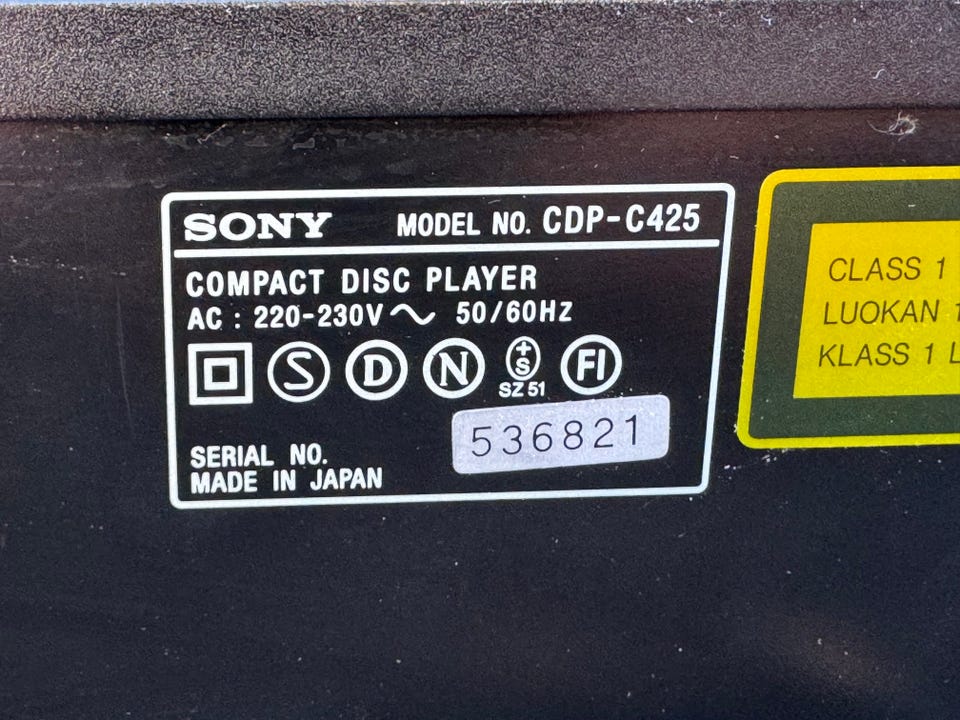 SONY MODEL NO. CDP-C425
COMPACT DISC PLAYER
AC : 220-230V ~ 50/60Hz
S D N +S FI
SZ 51
536821
SERIAL NO.
MADE IN JAPAN
CLASS 1
LUOKAN 1
KLASS 1 L